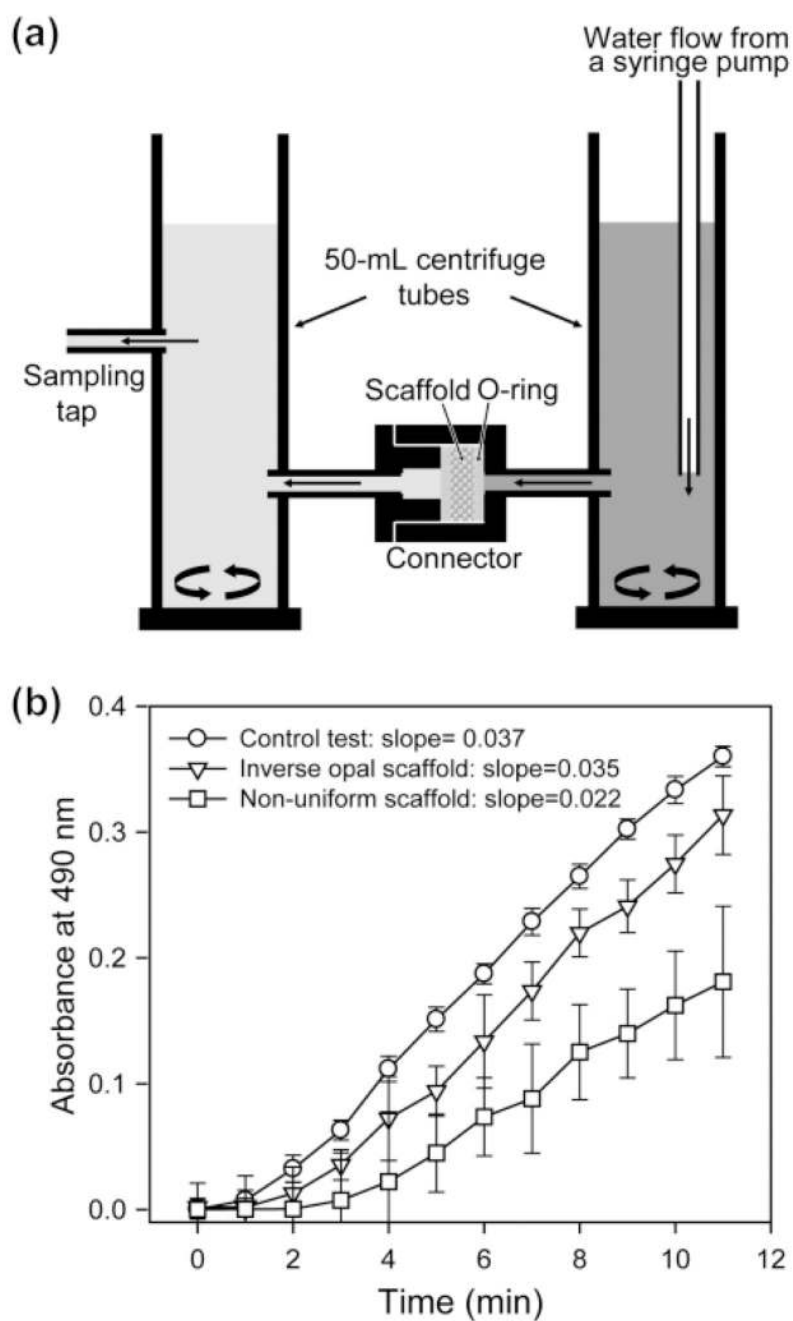 (a)
Water flow from
a syringe pump
50-mL centrifuge
tubes
Sampling
tap
Scaffold O-ring
Connector
(b)
0.4
0.3
0.2
0.1
0.0
Absorbance at 490 nm
Control test: slope= 0.037
Inverse opal scaffold: slope=0.035
Non-uniform scaffold: slope=0.022
0 2 4 6 8 10 12
Time (min)